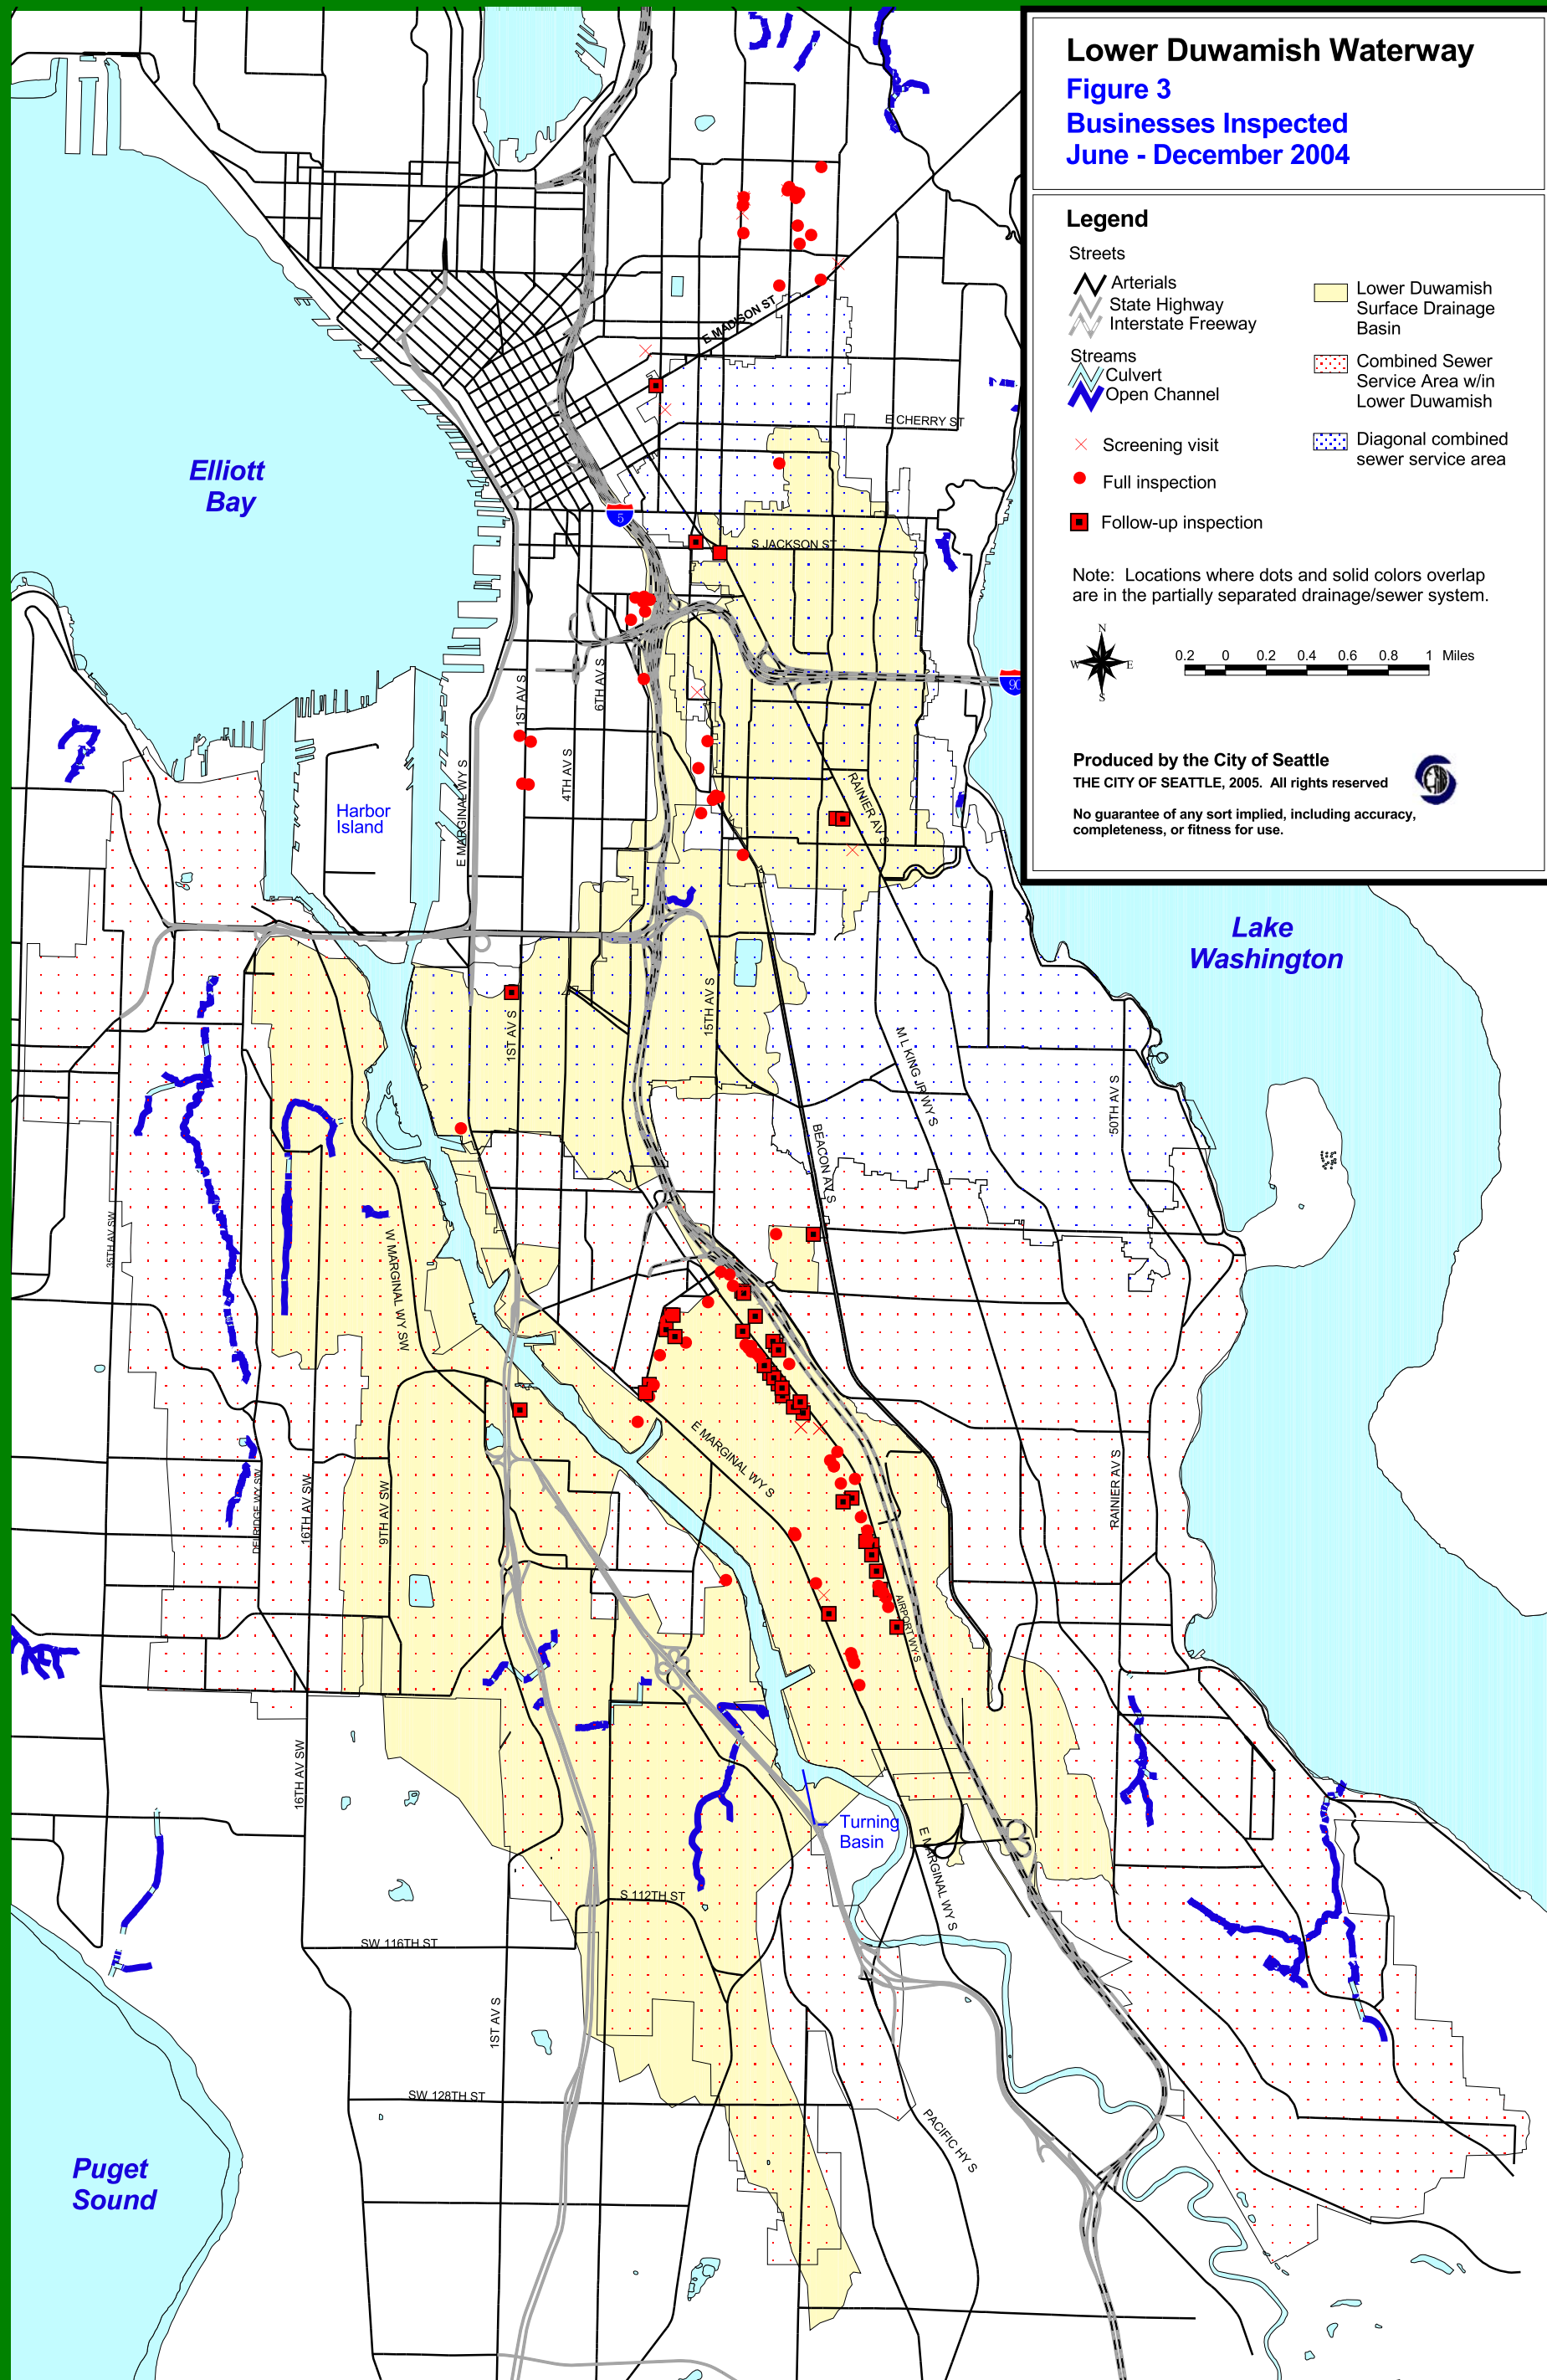 Lower Duwamish Waterway
Figure 3
Businesses Inspected
June - December 2004
Legend
Streets
Arterials
State Highway
Interstate Freeway
Streams
Culvert
Open Channel
Screening visit
Full inspection
Follow-up inspection
Lower Duwamish
Surface Drainage
Basin
Combined Sewer
Service Area w/in
Lower Duwamish
Diagonal combined
sewer service area
Note: Locations where dots and solid colors overlap
are in the partially separated drainage/sewer system.
N
W E
S
0.2 0 0.2 0.4 0.6 0.8 1 Miles
Produced by the City of Seattle
THE CITY OF SEATTLE, 2005. All rights reserved
No guarantee of any sort implied, including accuracy,
completeness, or fitness for use.
E MADISON ST
E CHERRY ST
Elliott
Bay
5
S JACKSON ST
90
1ST AV S
6TH AV S
4TH AV S
E MARGINAL WY S
RAINIER AV S
Harbor
Island
Lake
Washington
1ST AV S
15TH AV S
M L KING JR WY S
50TH AV S
BEACON AV S
35TH AV SW
W MARGINAL WY SW
E MARGINAL WY S
RAINIER AV S
DELRIDGE WY SW
16TH AV SW
9TH AV SW
AIRPORT WY S
16TH AV SW
Turning
Basin
E MARGINAL WY S
S 112TH ST
SW 116TH ST
1ST AV S
SW 128TH ST
PACIFIC HY S
Puget
Sound